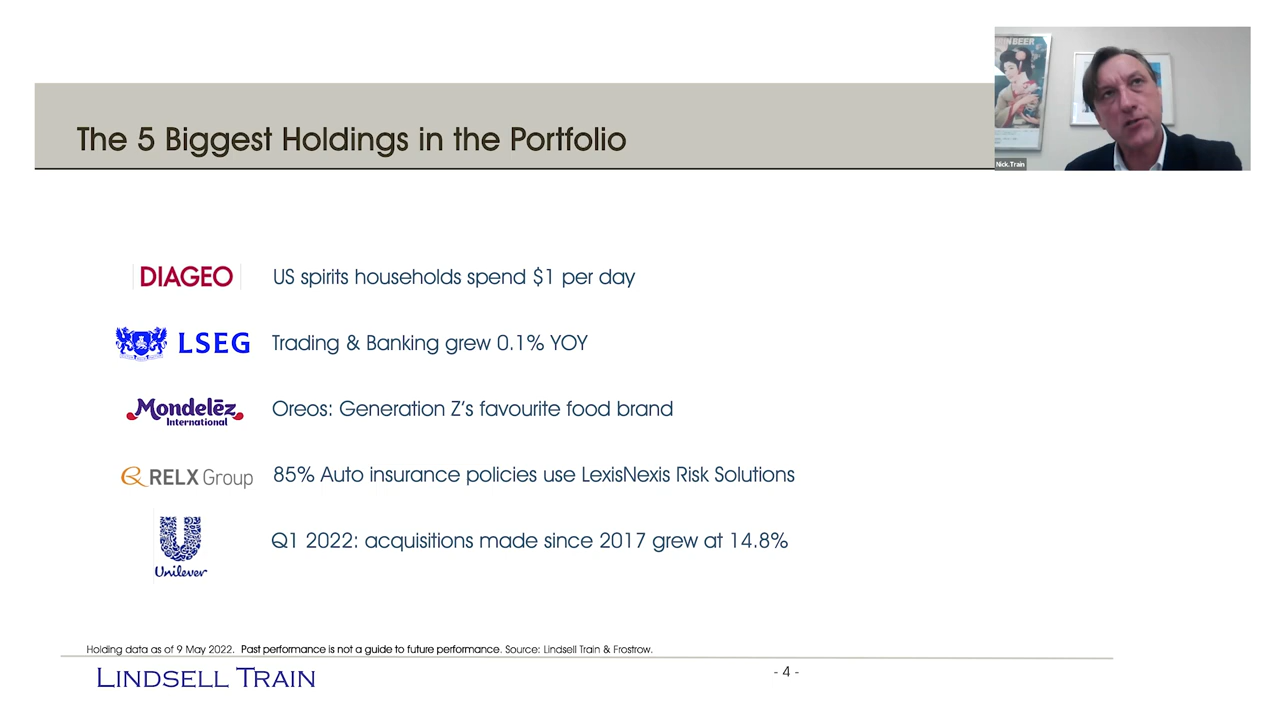 The 5 Biggest Holdings in the Portfolio
BEER
Nick.Train
DIAGEO
US spirits households spend $1 per day
LSEG
Trading & Banking grew 0.1% YOY
Mondelēz
International
Oreos: Generation Z's favourite food brand
RELX Group
85% Auto insurance policies use LexisNexis Risk Solutions
Unilever
Q1 2022: acquisitions made since 2017 grew at 14.8%
Holding data as of 9 May 2022. Past performance is not a guide to future performance. Source: Lindsell Train & Frostrow.
LINDSELL TRAIN
- 4 -